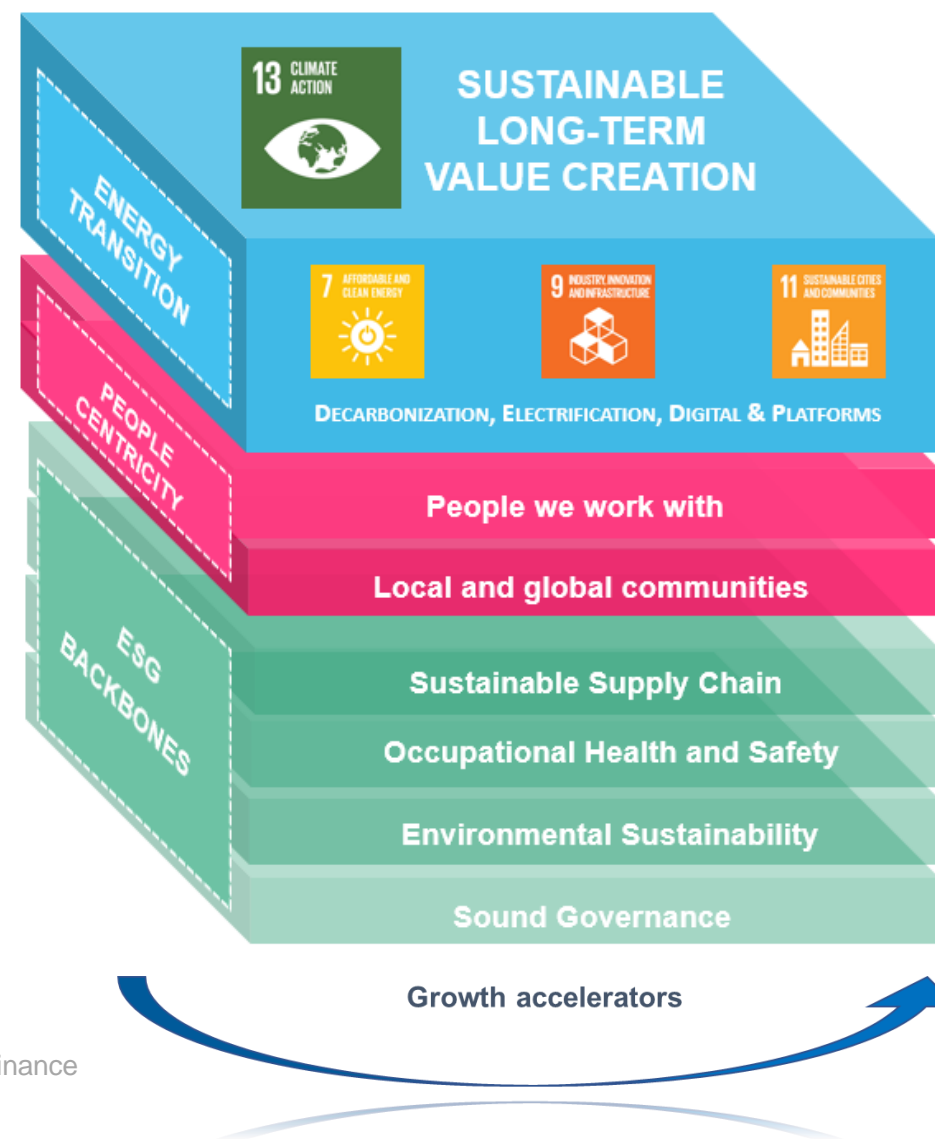 13 CLIMATE
ACTION
SUSTAINABLE
LONG-TERM
VALUE CREATION
ENERGY
TRANSITION
7 AFFORDABLE AND
CLEAN ENERGY
9 INDUSTRY, INNOVATION
AND INFRASTRUCTURE
11 SUSTAINABLE CITIES
AND COMMUNITIES
DECARBONIZATION, ELECTRIFICATION, DIGITAL & PLATFORMS
PEOPLE
CENTRICITY
People we work with
Local and global communities
ESG
BACKBONES
Sustainable Supply Chain
Occupational Health and Safety
Environmental Sustainability
Sound Governance
Growth accelerators
inance